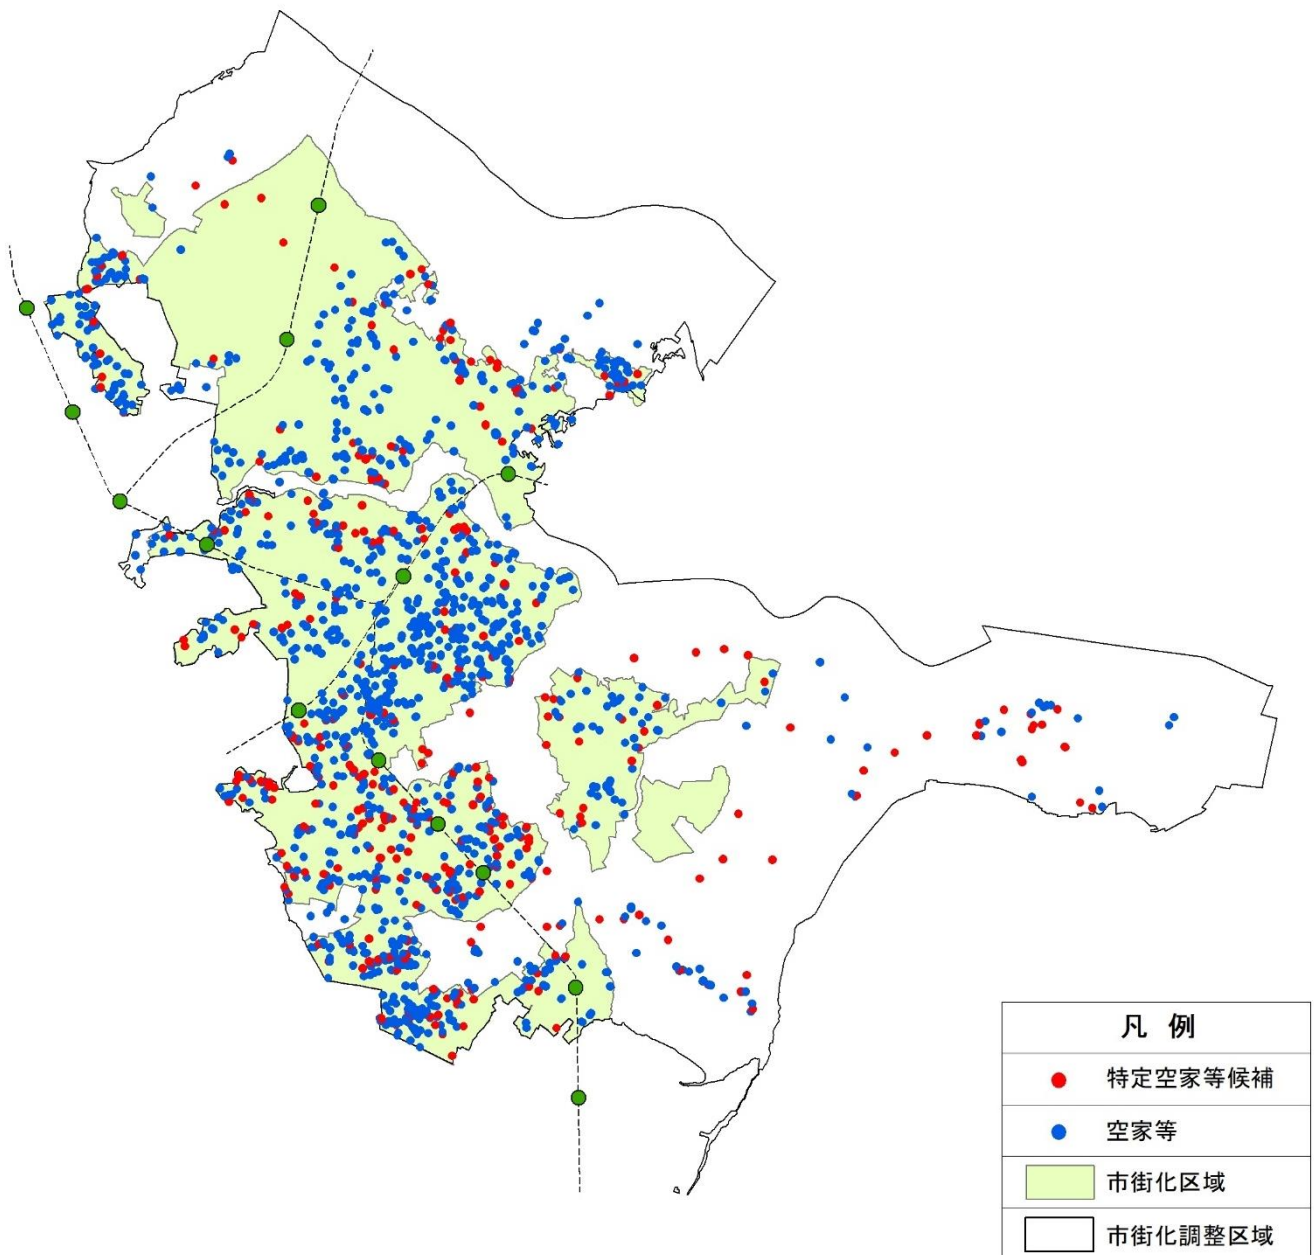 凡 例
特定空家等候補
空家等
市街化区域
市街化調整区域